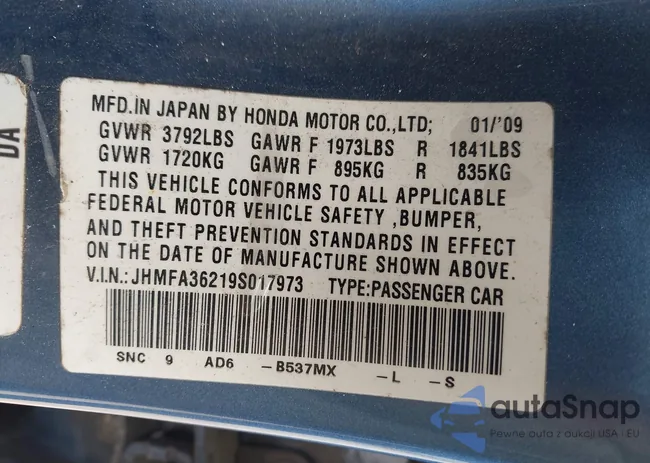 DA
MFD.IN JAPAN BY HONDA MOTOR CO.,LTD; 01/'09
GVWR 3792LBS GAWR F 1973LBS R 1841LBS
GVWR 1720KG GAWR F 895KG R 835KG
THIS VEHICLE CONFORMS TO ALL APPLICABLE
FEDERAL MOTOR VEHICLE SAFETY ,BUMPER,
AND THEFT PREVENTION STANDARDS IN EFFECT
ON THE DATE OF MANUFACTURE SHOWN ABOVE.
V.I.N.:JHMFA36219S017973 TYPE:PASSENGER CAR
SNC 9 AD6 -B537MX -L -S
autaSnap
Pewne auta z aukcji USA - EU